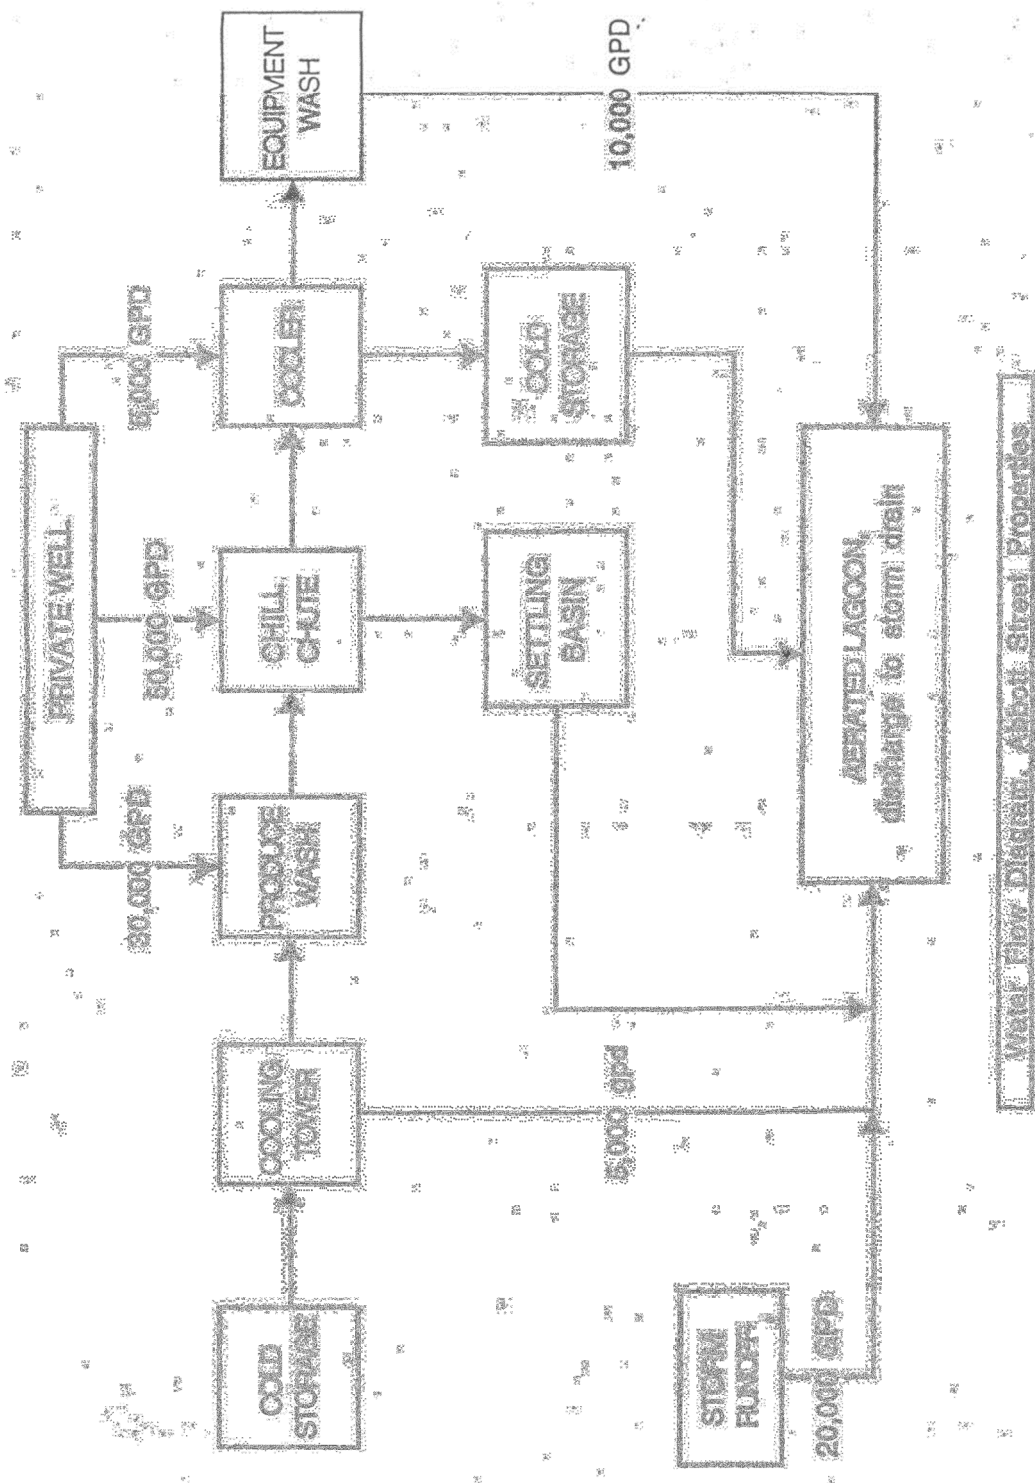 PRIVATE WELL
30,000 GPD
50,000 GPD
5,000 GPD
COLD
STORAGE
COOLING
TOWER
PRODUCE
WASH
CHILL
CHUTE
COOLER
EQUIPMENT
WASH
SETTLING
BASIN
COLD
STORAGE
STORM
RUNOFF
20,000 GPD
5,000 gpd
10,000 GPD
AERATED LAGOON
discharge to storm drain
Water Flow Diagram, Abbott Street Properties